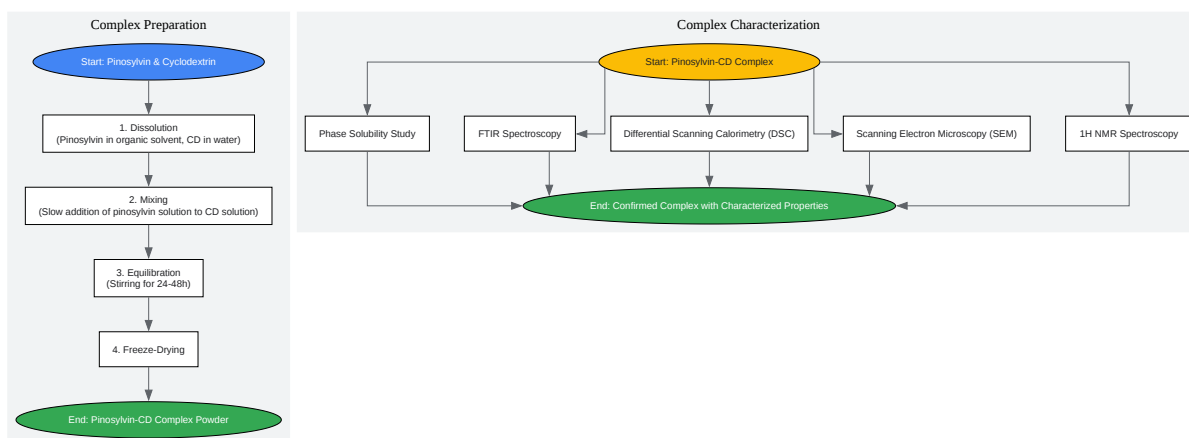 Complex Preparation
Start: Pinosylvin & Cyclodextrin
1. Dissolution
(Pinosylvin in organic solvent, CD in water)
2. Mixing
(Slow addition of pinosylvin solution to CD solution)
3. Equilibration
(Stirring for 24-48h)
4. Freeze-Drying
End: Pinosylvin-CD Complex Powder
Complex Characterization
Start: Pinosylvin-CD Complex
Phase Solubility Study
FTIR Spectroscopy
Differential Scanning Calorimetry (DSC)
Scanning Electron Microscopy (SEM)
1H NMR Spectroscopy
End: Confirmed Complex with Characterized Properties